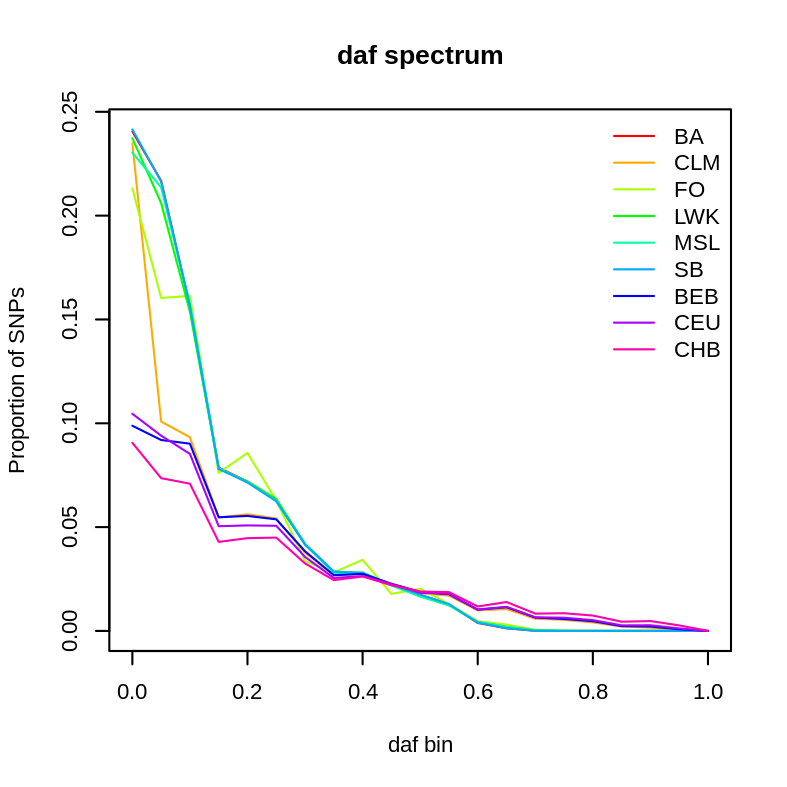 daf spectrum
Proportion of SNPs
0.25
0.20
0.15
0.10
0.05
0.00
BA
CLM
FO
LWK
MSL
SB
BEB
CEU
CHB
0.0 0.2 0.4 0.6 0.8 1.0
daf bin